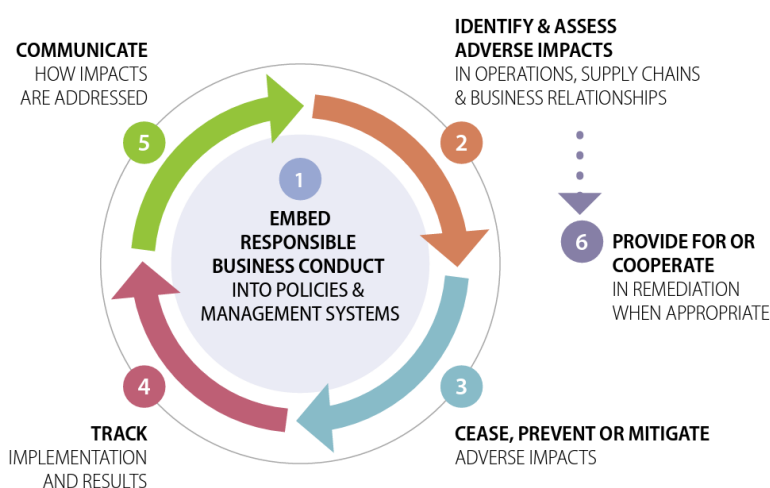 1
EMBED
RESPONSIBLE
BUSINESS CONDUCT
INTO POLICIES &
MANAGEMENT SYSTEMS
2
IDENTIFY & ASSESS
ADVERSE IMPACTS
IN OPERATIONS, SUPPLY CHAINS
& BUSINESS RELATIONSHIPS
3
CEASE, PREVENT OR MITIGATE
ADVERSE IMPACTS
4
TRACK
IMPLEMENTATION
AND RESULTS
5
COMMUNICATE
HOW IMPACTS
ARE ADDRESSED
6
PROVIDE FOR OR
COOPERATE
IN REMEDIATION
WHEN APPROPRIATE